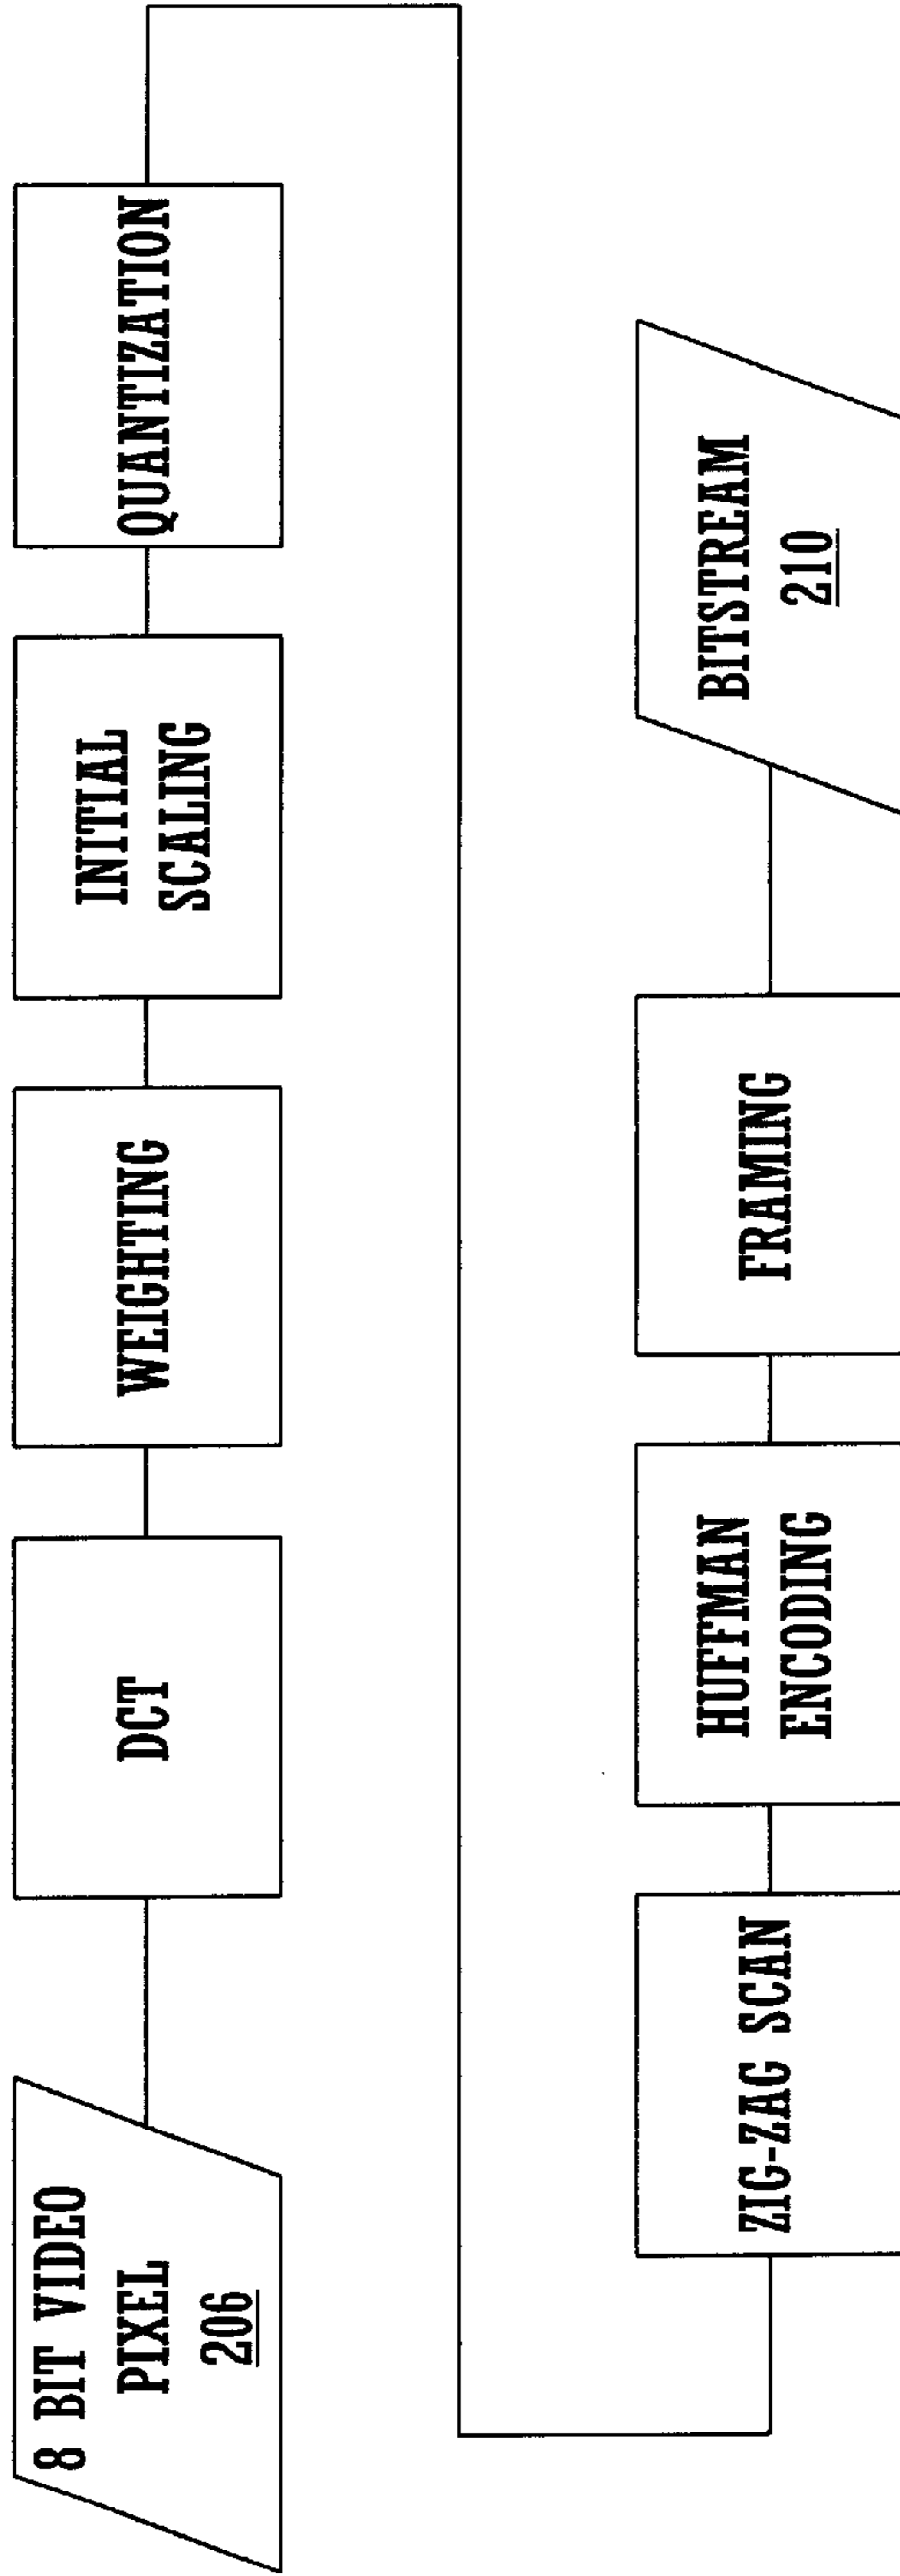 8 BIT VIDEO
PIXEL
206
DCT
WEIGHTING
INITIAL
SCALING
QUANTIZATION
ZIG-ZAG SCAN
HUFFMAN
ENCODING
FRAMING
BITSTREAM
210